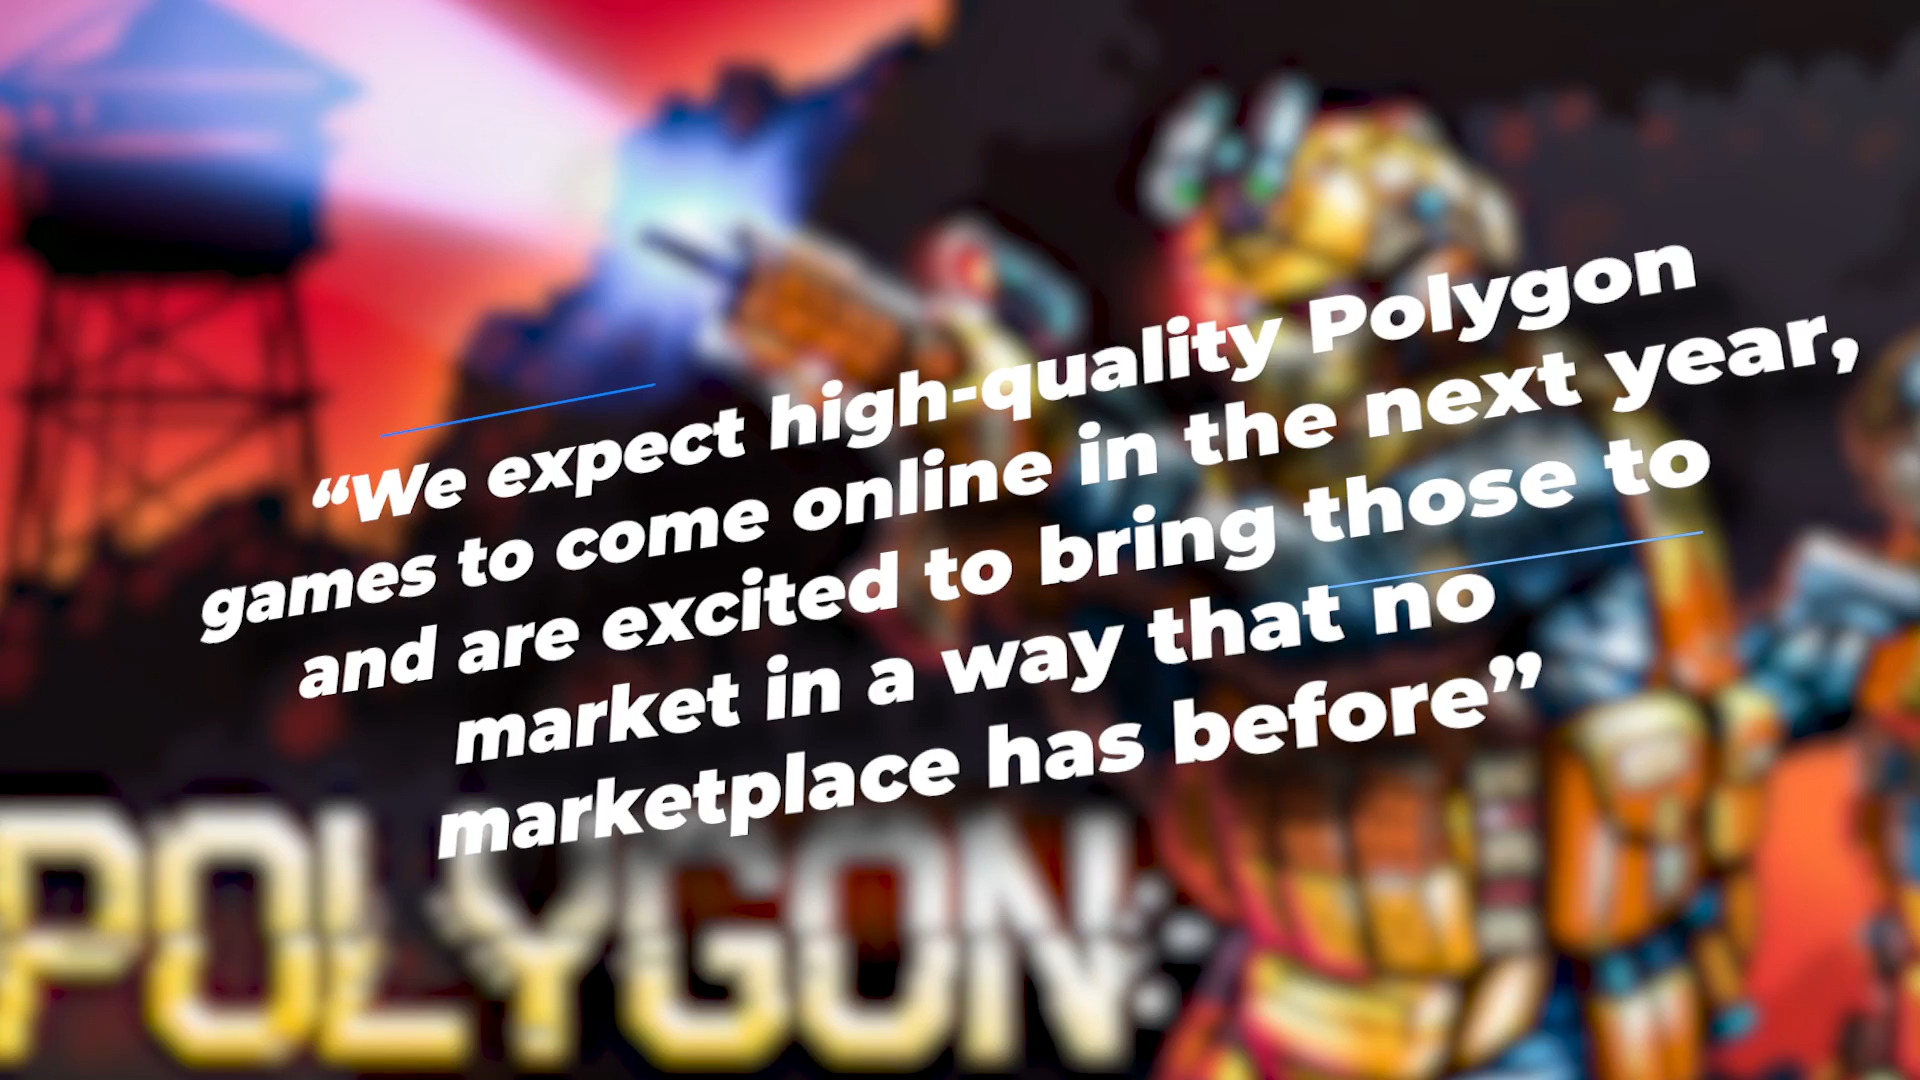 “We expect high-quality Polygon
games to come online in the next year,
and are excited to bring those to
market in a way that no
marketplace has before”
POLYGON